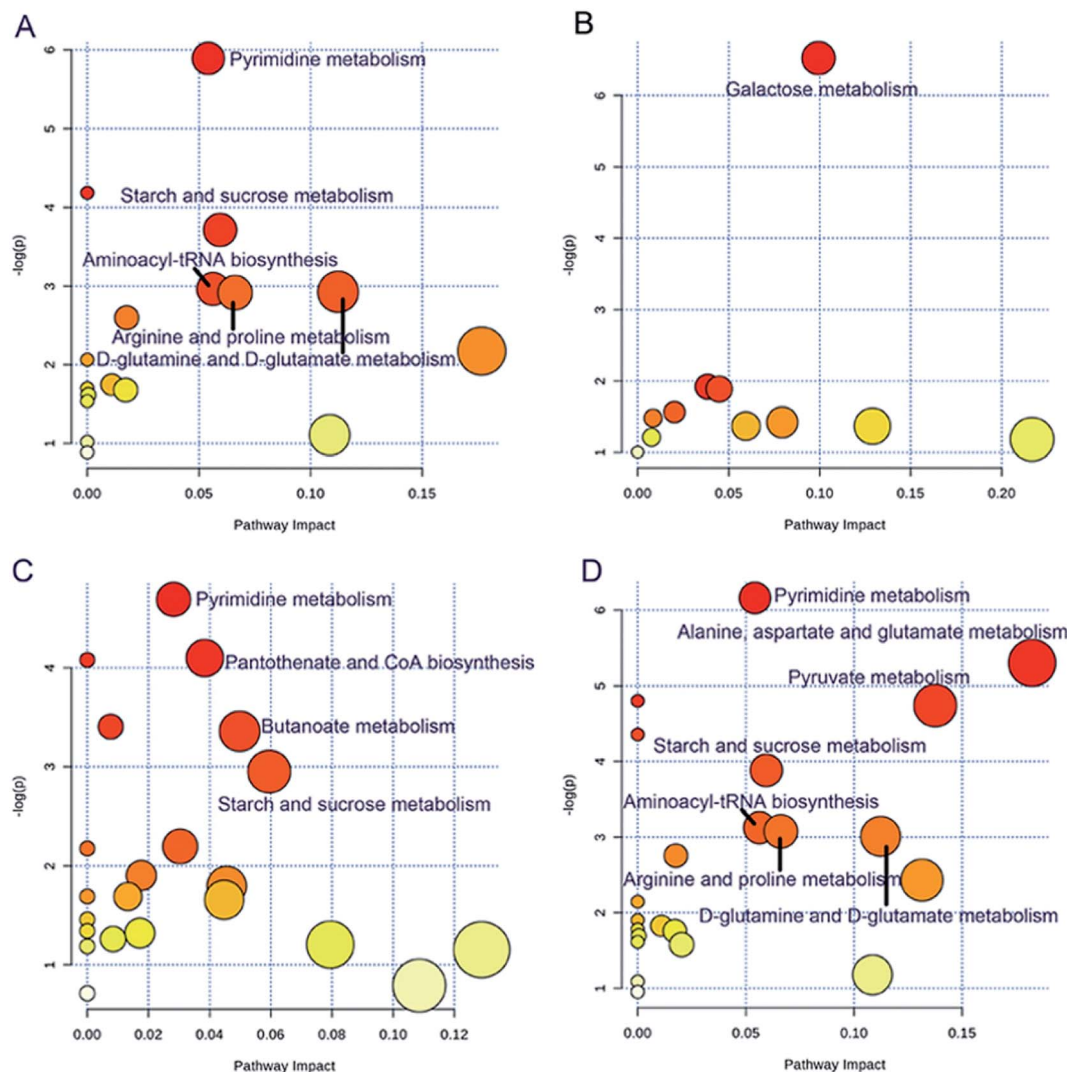 A
6
5
4
3
2
1
-log(p)
Pyrimidine metabolism
Starch and sucrose metabolism
Aminoacyl-tRNA biosynthesis
Arginine and proline metabolism
D-glutamine and D-glutamate metabolism
0.00 0.05 0.10 0.15
Pathway Impact
B
6
5
4
3
2
1
-log(p)
Galactose metabolism
0.00 0.05 0.10 0.15 0.20
Pathway Impact
C
4
3
2
1
-log(p)
Pyrimidine metabolism
Pantothenate and CoA biosynthesis
Butanoate metabolism
Starch and sucrose metabolism
0.00 0.02 0.04 0.06 0.08 0.10 0.12
Pathway Impact
D
6
5
4
3
2
1
-log(p)
Pyrimidine metabolism
Alanine, aspartate and glutamate metabolism
Pyruvate metabolism
Starch and sucrose metabolism
Aminoacyl-tRNA biosynthesis
Arginine and proline metabolism
D-glutamine and D-glutamate metabolism
0.00 0.05 0.10 0.15
Pathway Impact